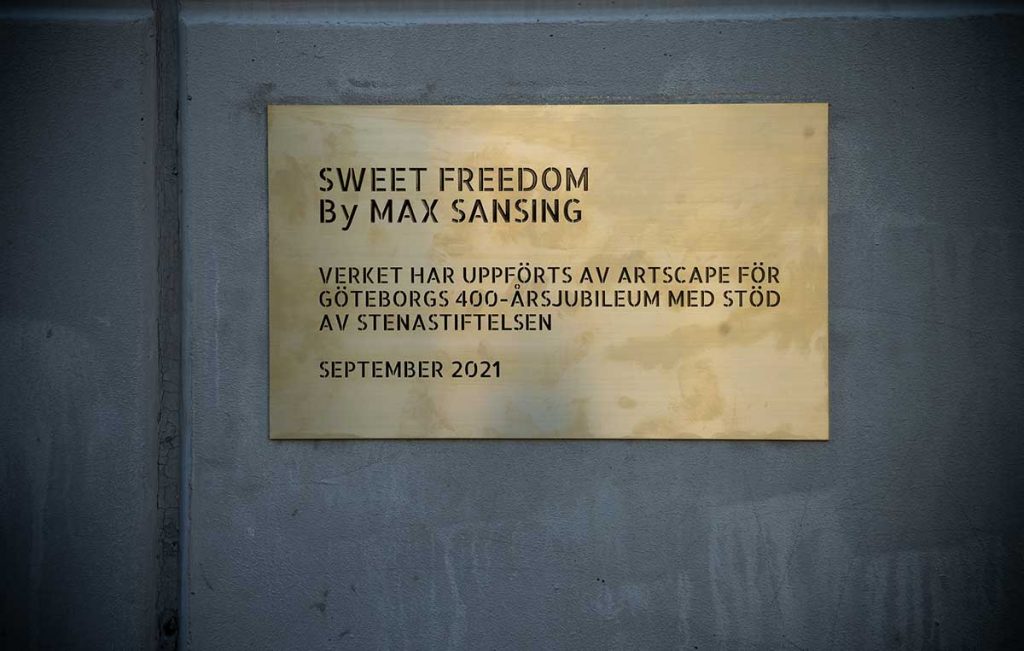 SWEET FREEDOM
By MAX SANSING
VERKET HAR UPPFÖRTS AV ARTSCAPE FÖR
GÖTEBORGS 400-ÅRSJUBILEUM MED STÖD
AV STENASTIFTELSEN
SEPTEMBER 2021